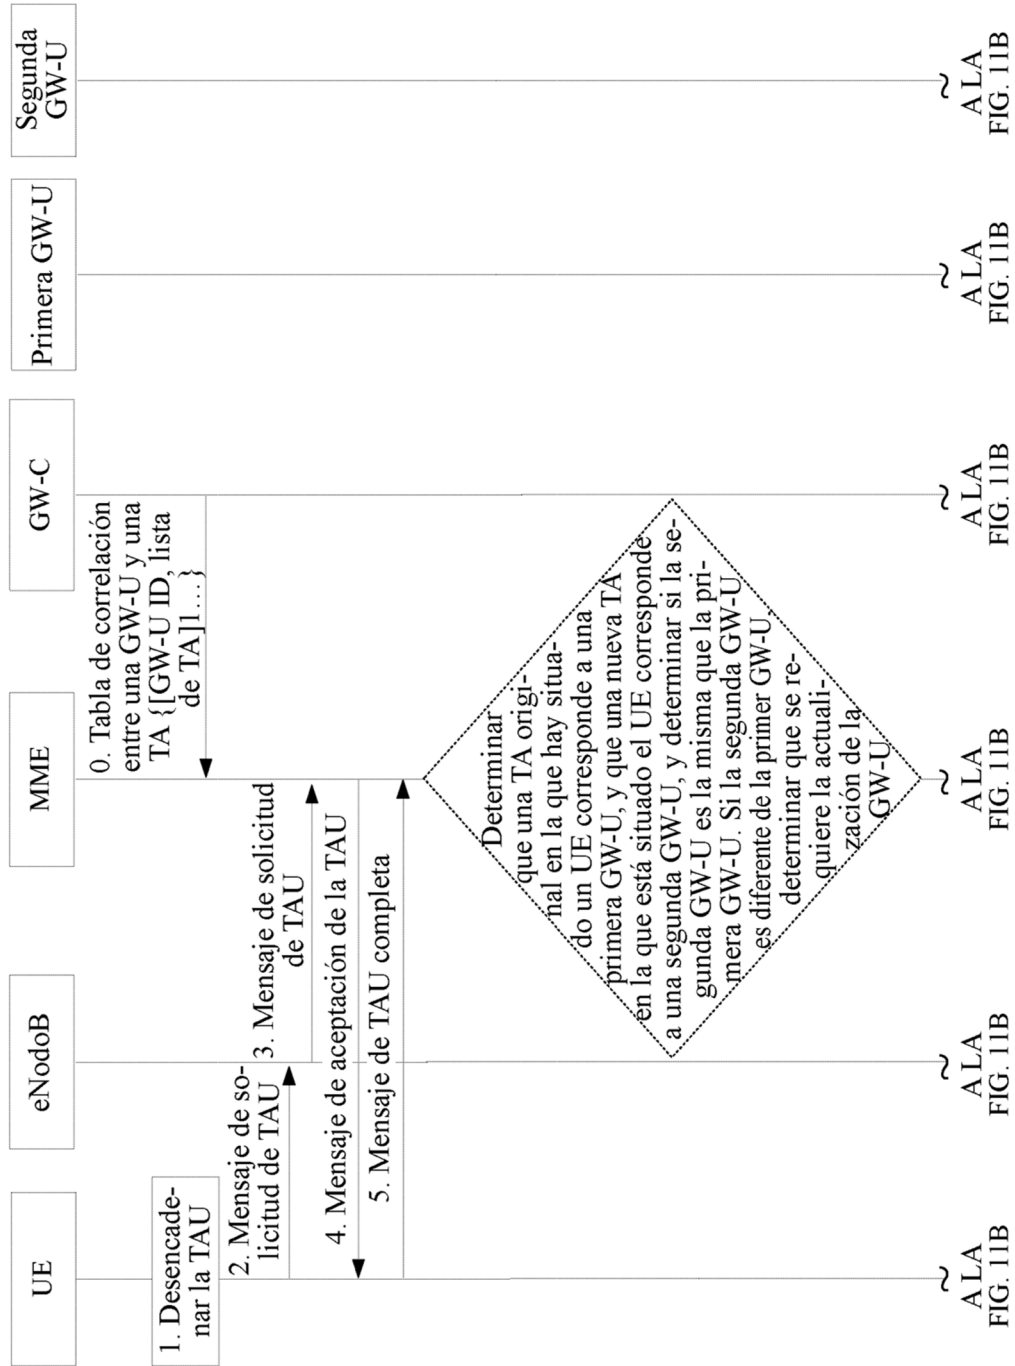 UE
eNodoB
MME
GW-C
Primera GW-U
Segunda
GW-U
0. Tabla de correlación
entre una GW-U y una
TA {[GW-U ID, lista
de TA]1....}
1. Desencade-
nar la TAU
2. Mensaje de so-
licitud de TAU
3. Mensaje de solicitud
de TAU
4. Mensaje de aceptación de la TAU
5. Mensaje de TAU completa
Determinar
que una TA origi-
nal en la que hay situa-
do un UE corresponde a una
primera GW-U, y que una nueva TA
en la que está situado el UE corresponde
a una segunda GW-U, y determinar si la se-
gunda GW-U es la misma que la pri-
mera GW-U. Si la segunda GW-U
es diferente de la primer GW-U,
determinar que se re-
quiere la actuali-
zación de la
GW-U
A LA
FIG. 11B
A LA
FIG. 11B
A LA
FIG. 11B
A LA
FIG. 11B
A LA
FIG. 11B
A LA
FIG. 11B